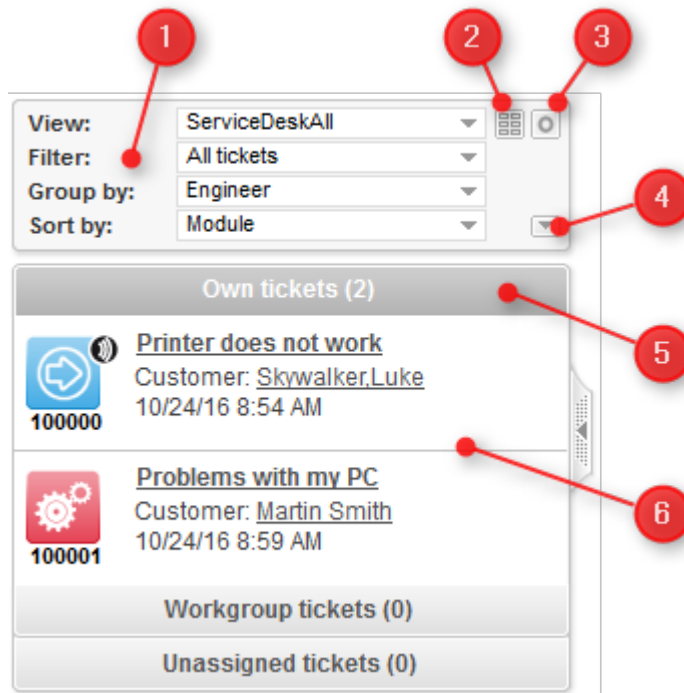 1
2
3
View: ServiceDeskAll
Filter: All tickets
Group by: Engineer
Sort by: Module
4
Own tickets (2)
5
Printer does not work
Customer: Skywalker,Luke
10/24/16 8:54 AM
100000
6
Problems with my PC
Customer: Martin Smith
10/24/16 8:59 AM
100001
Workgroup tickets (0)
Unassigned tickets (0)